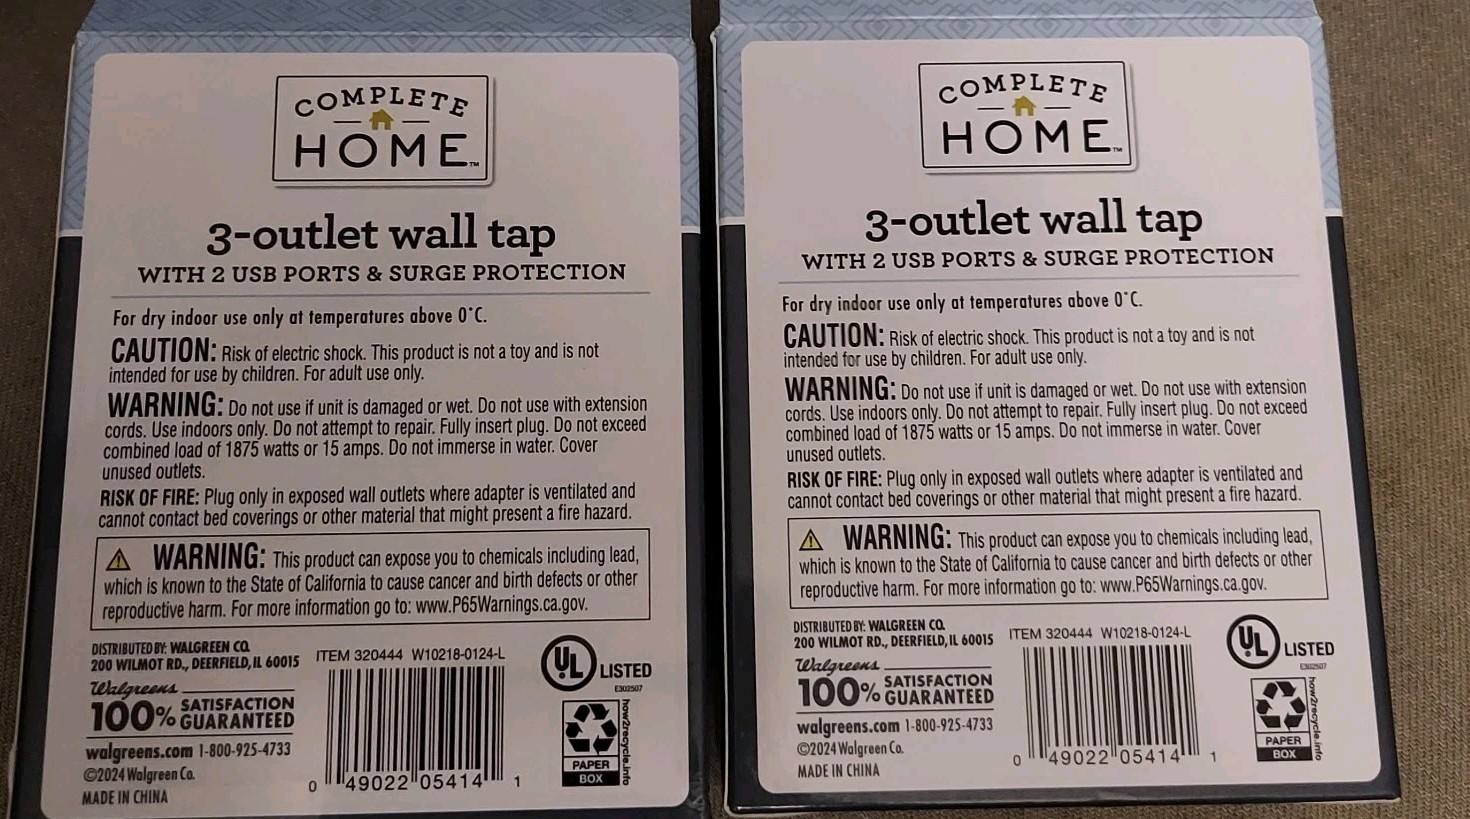 COMPLETE
HOME™
3-outlet wall tap
WITH 2 USB PORTS & SURGE PROTECTION
For dry indoor use only at temperatures above 0°C.
CAUTION: Risk of electric shock. This product is not a toy and is not
intended for use by children. For adult use only.
WARNING: Do not use if unit is damaged or wet. Do not use with extension
cords. Use indoors only. Do not attempt to repair. Fully insert plug. Do not exceed
combined load of 1875 watts or 15 amps. Do not immerse in water. Cover
unused outlets.
RISK OF FIRE: Plug only in exposed wall outlets where adapter is ventilated and
cannot contact bed coverings or other material that might present a fire hazard.
WARNING: This product can expose you to chemicals including lead,
which is known to the State of California to cause cancer and birth defects or other
reproductive harm. For more information go to: www.P65Warnings.ca.gov.
DISTRIBUTED BY: WALGREEN CO.
200 WILMOT RD., DEERFIELD, IL 60015
Walgreens
100% SATISFACTION
GUARANTEED
walgreens.com 1-800-925-4733
©2024 Walgreen Co.
MADE IN CHINA
ITEM 320444 W10218-0124-L
0 49022 05414 1
UL LISTED
E302507
how2recycle.info
PAPER
BOX
COMPLETE
HOME™
3-outlet wall tap
WITH 2 USB PORTS & SURGE PROTECTION
For dry indoor use only at temperatures above 0°C.
CAUTION: Risk of electric shock. This product is not a toy and is not
intended for use by children. For adult use only.
WARNING: Do not use if unit is damaged or wet. Do not use with extension
cords. Use indoors only. Do not attempt to repair. Fully insert plug. Do not exceed
combined load of 1875 watts or 15 amps. Do not immerse in water. Cover
unused outlets.
RISK OF FIRE: Plug only in exposed wall outlets where adapter is ventilated and
cannot contact bed coverings or other material that might present a fire hazard.
WARNING: This product can expose you to chemicals including lead,
which is known to the State of California to cause cancer and birth defects or other
reproductive harm. For more information go to: www.P65Warnings.ca.gov.
DISTRIBUTED BY: WALGREEN CO.
200 WILMOT RD., DEERFIELD, IL 60015
Walgreens
100% SATISFACTION
GUARANTEED
walgreens.com 1-800-925-4733
©2024 Walgreen Co.
MADE IN CHINA
ITEM 320444 W10218-0124-L
0 49022 05414 1
UL LISTED
E302507
how2recycle.info
PAPER
BOX